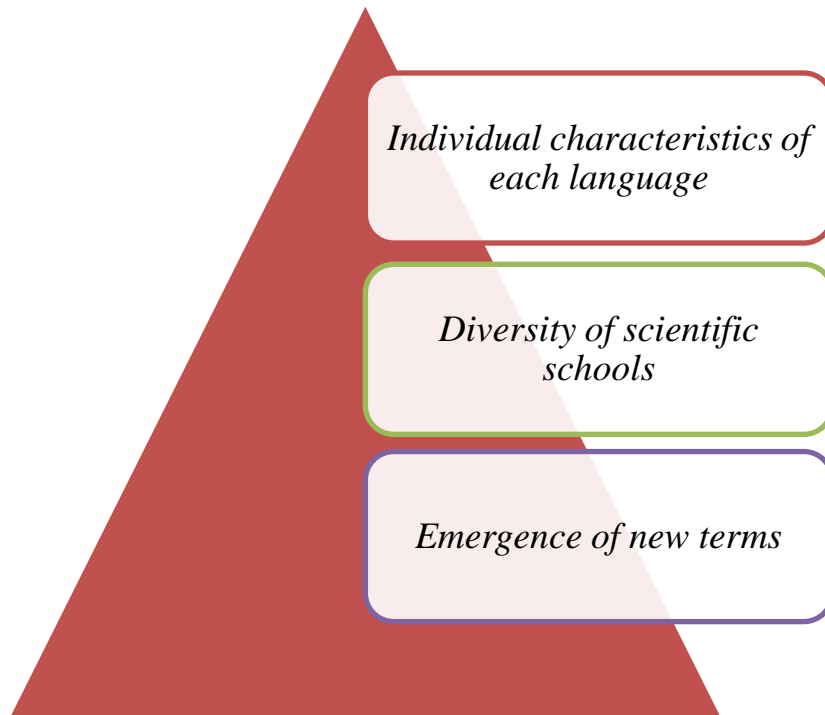 Individual characteristics of
each language
Diversity of scientific
schools
Emergence of new terms